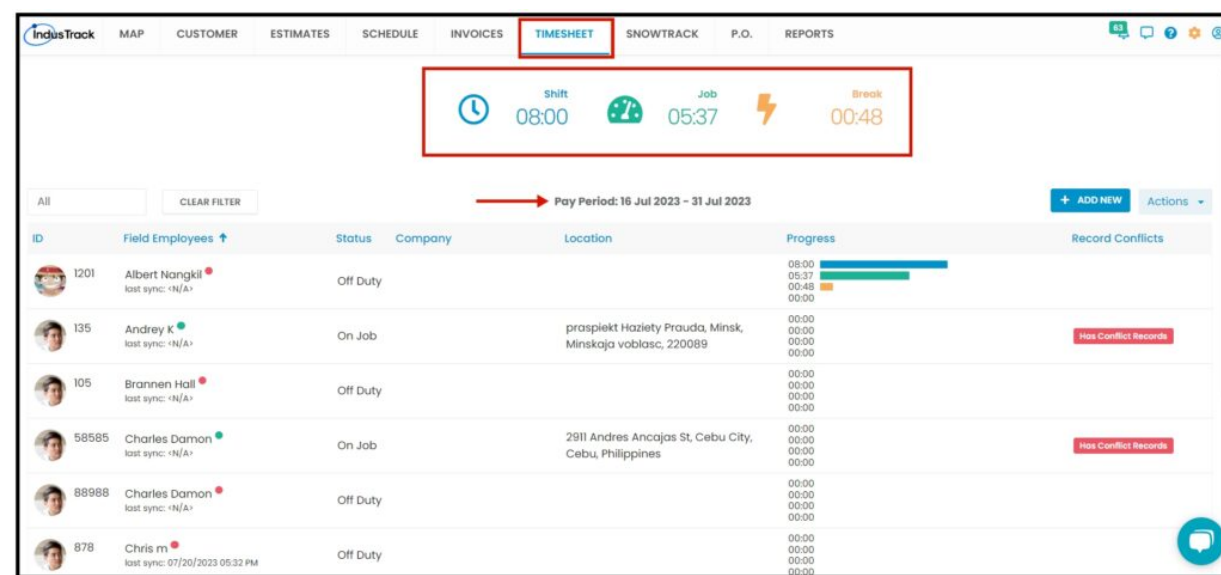 IndusTrack MAP CUSTOMER ESTIMATES SCHEDULE INVOICES TIMESHEET SNOWTRACK P.O. REPORTS 63
Shift Job Break
08:00 05:37 00:48
All CLEAR FILTER Pay Period: 16 Jul 2023 - 31 Jul 2023 + ADD NEW Actions
ID Field Employees Status Company Location Progress Record Conflicts
1201 Albert Nangkil Off Duty 08:00
last sync: <N/A> 05:37
00:48
00:00
135 Andrey K On Job praspiekt Haziety Prauda, Minsk, 00:00 Has Conflict Records
last sync: <N/A> Minskaja voblasc, 220089 00:00
00:00
00:00
105 Brannen Hall Off Duty 00:00
last sync: <N/A> 00:00
00:00
00:00
58585 Charles Damon On Job 2911 Andres Ancajas St, Cebu City, 00:00 Has Conflict Records
last sync: <N/A> Cebu, Philippines 00:00
00:00
00:00
88988 Charles Damon Off Duty 00:00
last sync: <N/A> 00:00
00:00
00:00
878 Chris m Off Duty 00:00
last sync: 07/20/2023 05:32 PM 00:00
00:00
00:00